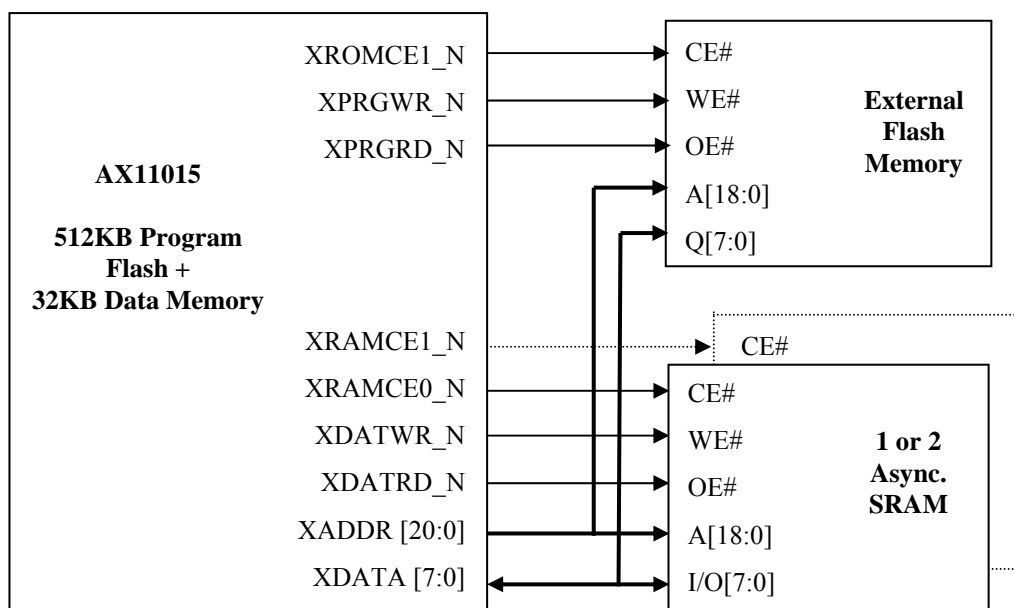 AX11015
512KB Program
Flash +
32KB Data Memory
XROMCE1_N
XPRGWR_N
XPRGRD_N
XRAMCE1_N
XRAMCE0_N
XDATWR_N
XDATRD_N
XADDR [20:0]
XDATA [7:0]
CE#
WE#
OE#
A[18:0]
Q[7:0]
External
Flash
Memory
CE#
CE#
WE#
OE#
A[18:0]
I/O[7:0]
1 or 2
Async.
SRAM